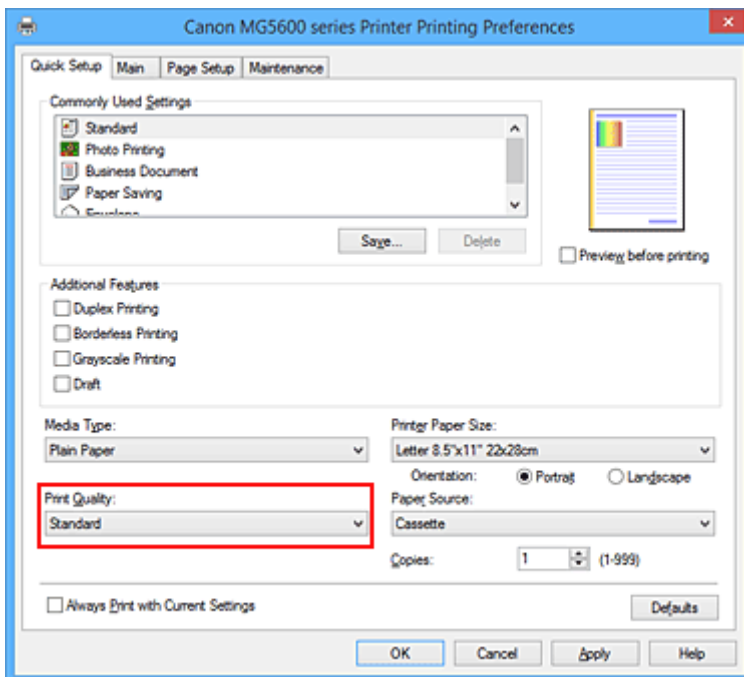 Canon MG5600 series Printer Printing Preferences
Quick Setup Main Page Setup Maintenance
Commonly Used Settings
Standard
Photo Printing
Business Document
Paper Saving
Envelope
Save... Delete
Preview before printing
Additional Features
Duplex Printing
Borderless Printing
Grayscale Printing
Draft
Media Type:
Plain Paper
Printer Paper Size:
Letter 8.5"x11" 22x28cm
Orientation: Portrait Landscape
Print Quality:
Standard
Paper Source:
Cassette
Copies: 1 (1-999)
Always Print with Current Settings
Defaults
OK Cancel Apply Help